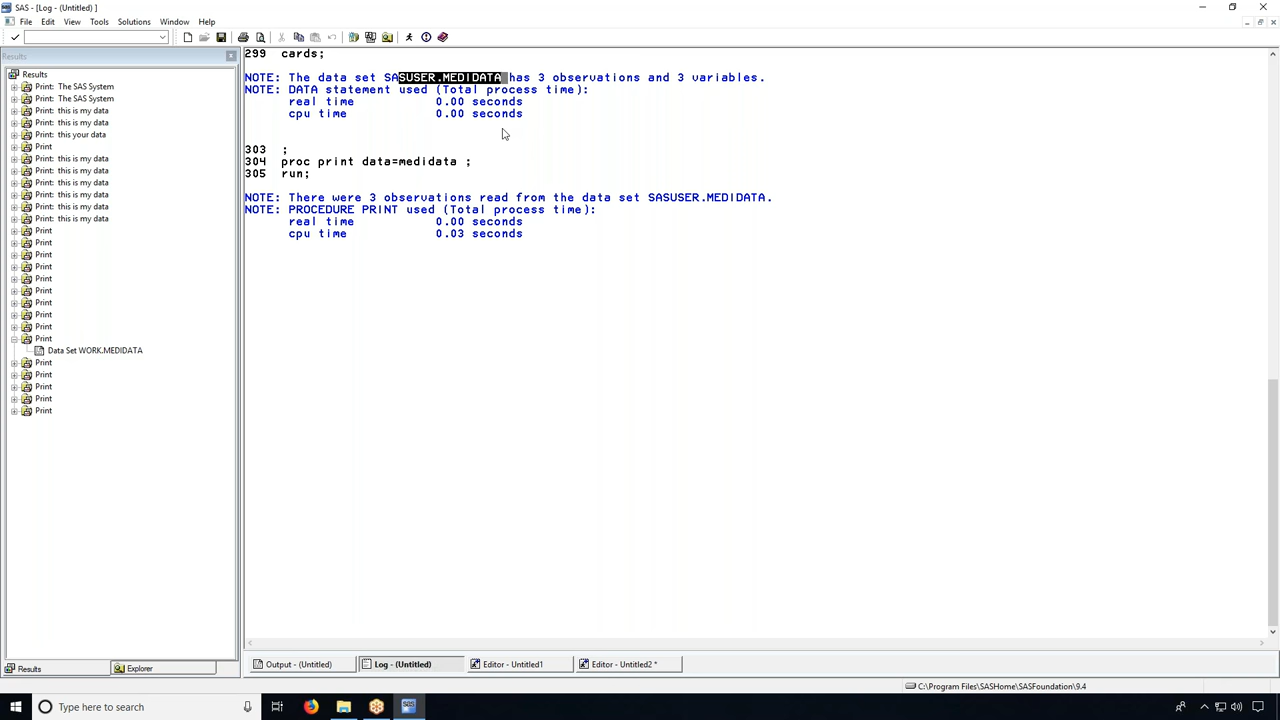 SAS - [Log - (Untitled) ]
File Edit View Tools Solutions Window Help
Results
299 cards;
Results
NOTE: The data set SASUSER.MEDIDATA has 3 observations and 3 variables.
Print: The SAS System
NOTE: DATA statement used (Total process time):
Print: The SAS System
real time 0.00 seconds
Print: this is my data
cpu time 0.00 seconds
Print: this is my data
Print: this your data
Print
303 ;
Print: this is my data
304 proc print data=medidata ;
Print: this is my data
305 run;
Print: this is my data
Print: this is my data
NOTE: There were 3 observations read from the data set SASUSER.MEDIDATA.
Print: this is my data
NOTE: PROCEDURE PRINT used (Total process time):
Print: this is my data
real time 0.00 seconds
Print
cpu time 0.03 seconds
Print
Print
Print
Print
Print
Print
Print
Print
Print
Data Set WORK.MEDIDATA
Print
Print
Print
Print
Print
Results Explorer
Output - (Untitled) Log - (Untitled) Editor - Untitled1 Editor - Untitled2 *
C:\Program Files\SASHome\SASFoundation\9.4
Type here to search